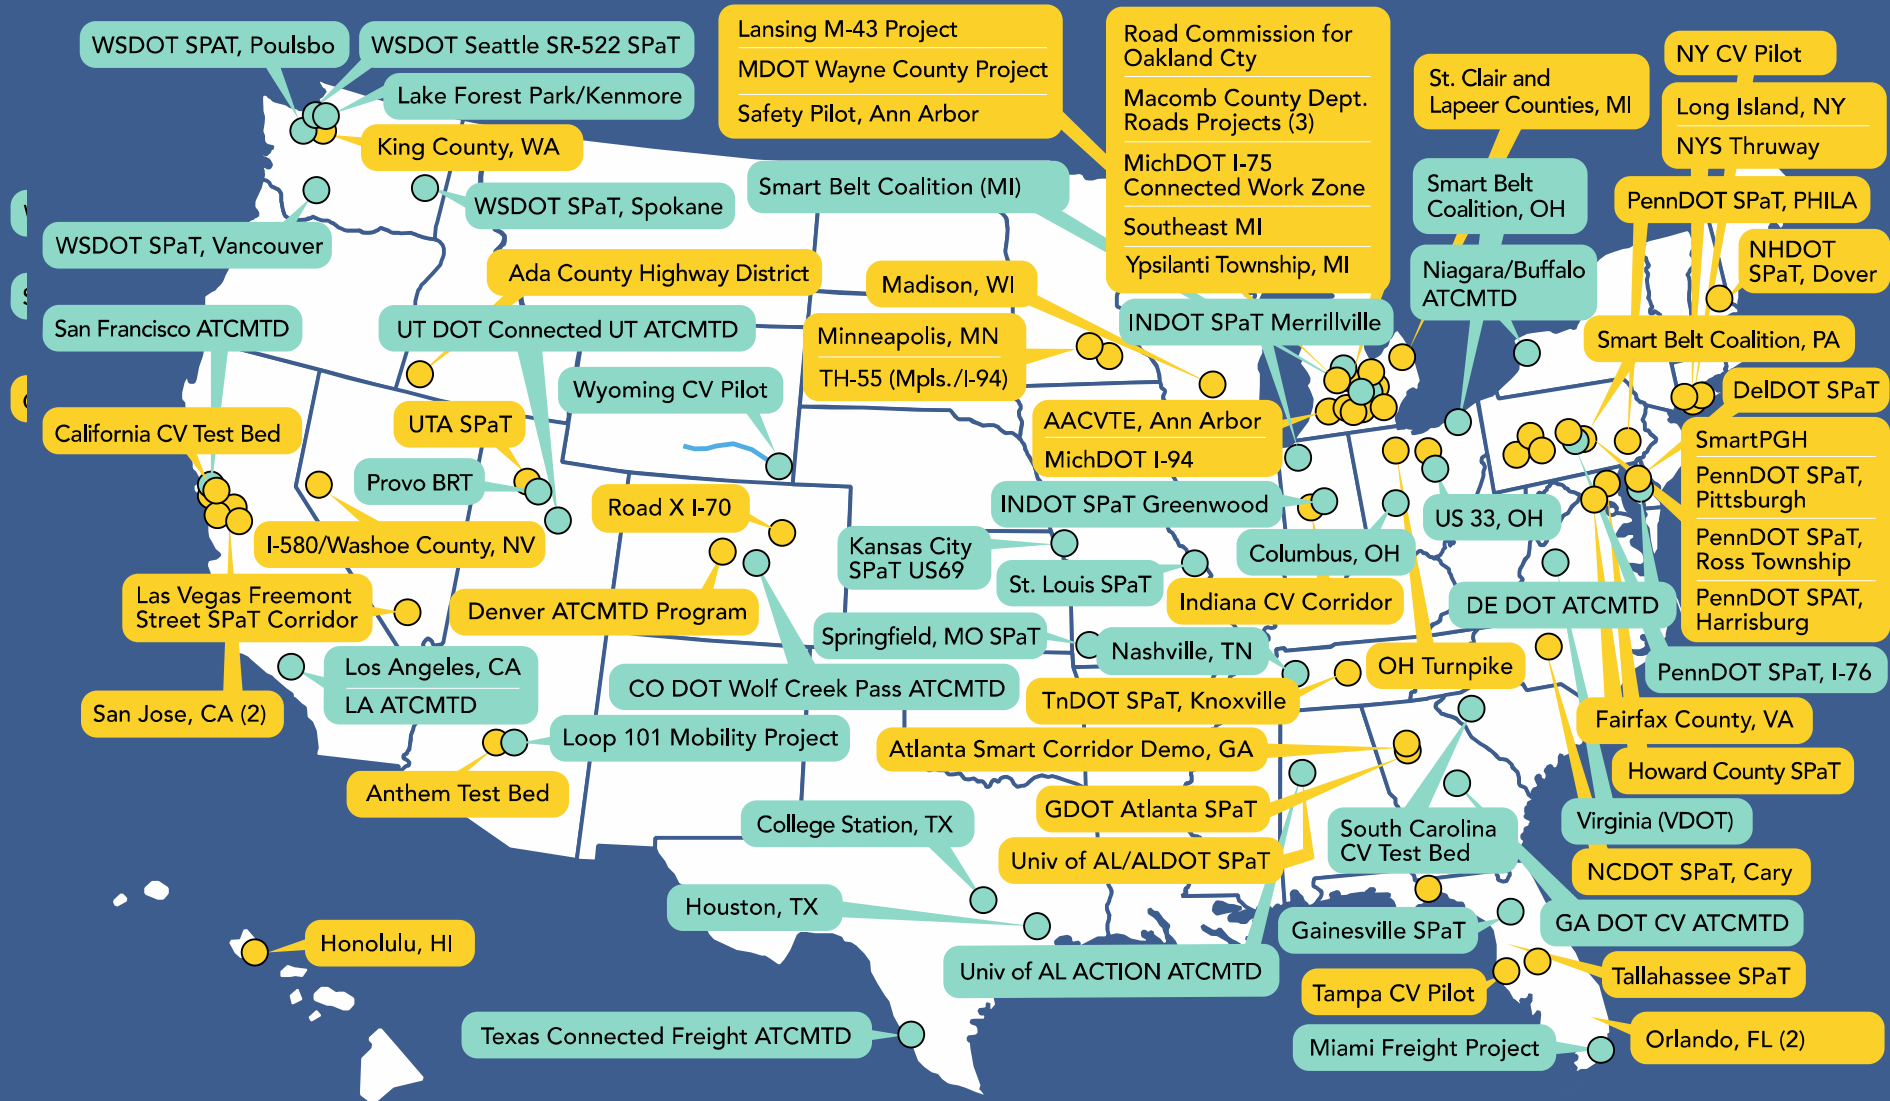 WSDOT SPAT, Poulsbo
WSDOT Seattle SR-522 SPaT
Lake Forest Park/Kenmore
King County, WA
WSDOT SPaT, Spokane
WSDOT SPaT, Vancouver
Lansing M-43 Project
MDOT Wayne County Project
Safety Pilot, Ann Arbor
Road Commission for
Oakland Cty
Macomb County Dept.
Roads Projects (3)
MichDOT I-75
Connected Work Zone
Southeast MI
Ypsilanti Township, MI
St. Clair and
Lapeer Counties, MI
NY CV Pilot
Long Island, NY
NYS Thruway
Smart Belt Coalition (MI)
Smart Belt
Coalition, OH
PennDOT SPaT, PHILA
NHDOT
SPaT, Dover
Niagara/Buffalo
ATCMTD
Ada County Highway District
Madison, WI
San Francisco ATCMTD
UT DOT Connected UT ATCMTD
INDOT SPaT Merrillville
Minneapolis, MN
TH-55 (Mpls./I-94)
Smart Belt Coalition, PA
Wyoming CV Pilot
DelDOT SPaT
California CV Test Bed
UTA SPaT
AACVTE, Ann Arbor
MichDOT I-94
SmartPGH
PennDOT SPaT,
Pittsburgh
PennDOT SPaT,
Ross Township
PennDOT SPAT,
Harrisburg
Provo BRT
Road X I-70
INDOT SPaT Greenwood
US 33, OH
I-580/Washoe County, NV
Kansas City
SPaT US69
Columbus, OH
St. Louis SPaT
Las Vegas Freemont
Street SPaT Corridor
Denver ATCMTD Program
Indiana CV Corridor
DE DOT ATCMTD
Springfield, MO SPaT
Nashville, TN
OH Turnpike
PennDOT SPaT, I-76
Los Angeles, CA
LA ATCMTD
CO DOT Wolf Creek Pass ATCMTD
TnDOT SPaT, Knoxville
San Jose, CA (2)
Fairfax County, VA
Loop 101 Mobility Project
Atlanta Smart Corridor Demo, GA
Howard County SPaT
Anthem Test Bed
GDOT Atlanta SPaT
College Station, TX
South Carolina
CV Test Bed
Virginia (VDOT)
Univ of AL/ALDOT SPaT
NCDOT SPaT, Cary
Houston, TX
Gainesville SPaT
GA DOT CV ATCMTD
Honolulu, HI
Univ of AL ACTION ATCMTD
Tallahassee SPaT
Tampa CV Pilot
Texas Connected Freight ATCMTD
Miami Freight Project
Orlando, FL (2)